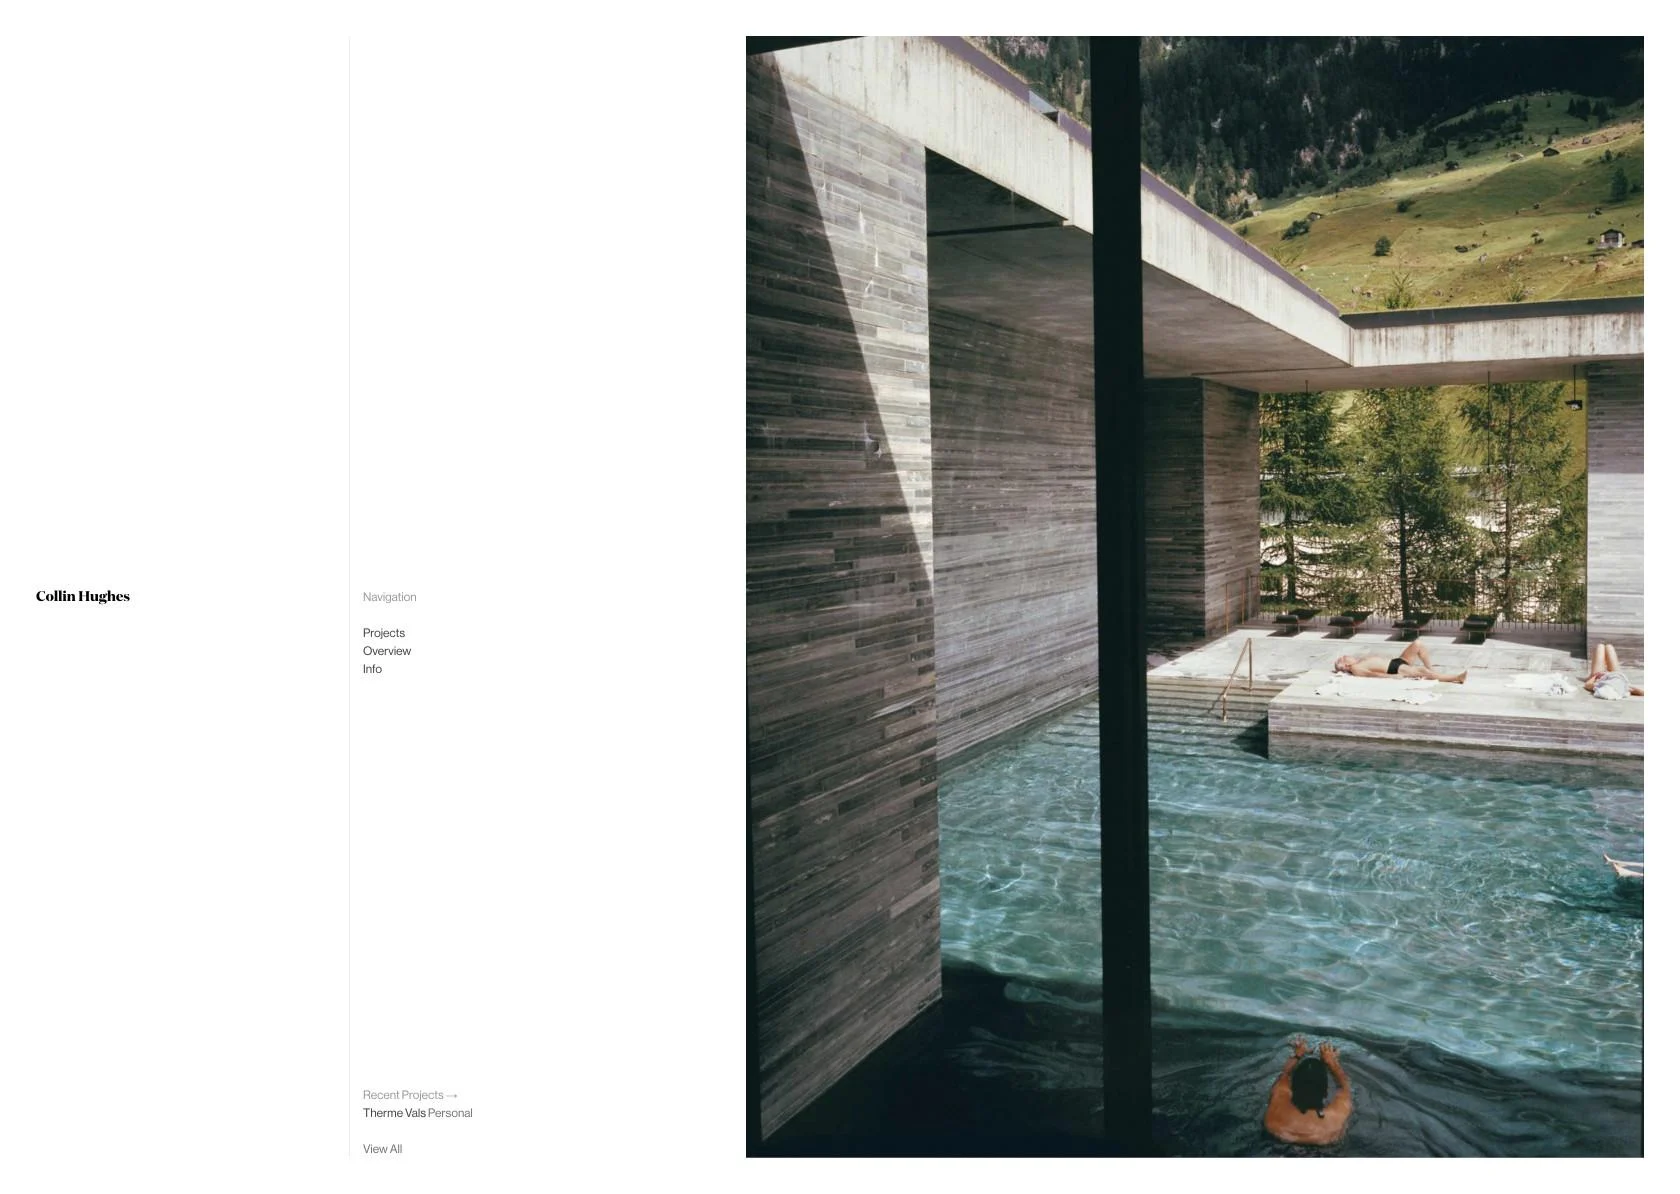 Collin Hughes
Navigation
Projects
Overview
Info
Recent Projects →
Therme Vals Personal
View All